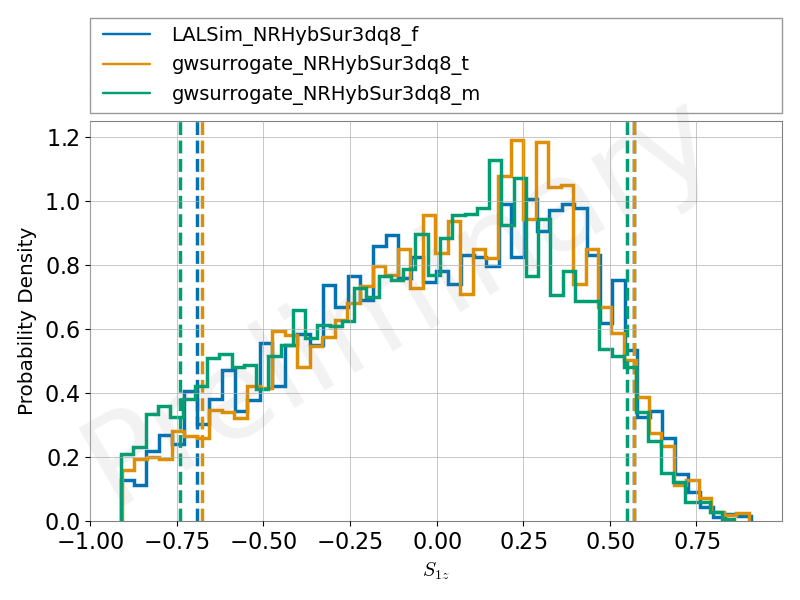 LALSim_NRHybSur3dq8_f
gwsurrogate_NRHybSur3dq8_t
gwsurrogate_NRHybSur3dq8_m
Preliminary
Probability Density
1.2
1.0
0.8
0.6
0.4
0.2
0.0
−1.00 −0.75 −0.50 −0.25 0.00 0.25 0.50 0.75
S₁z